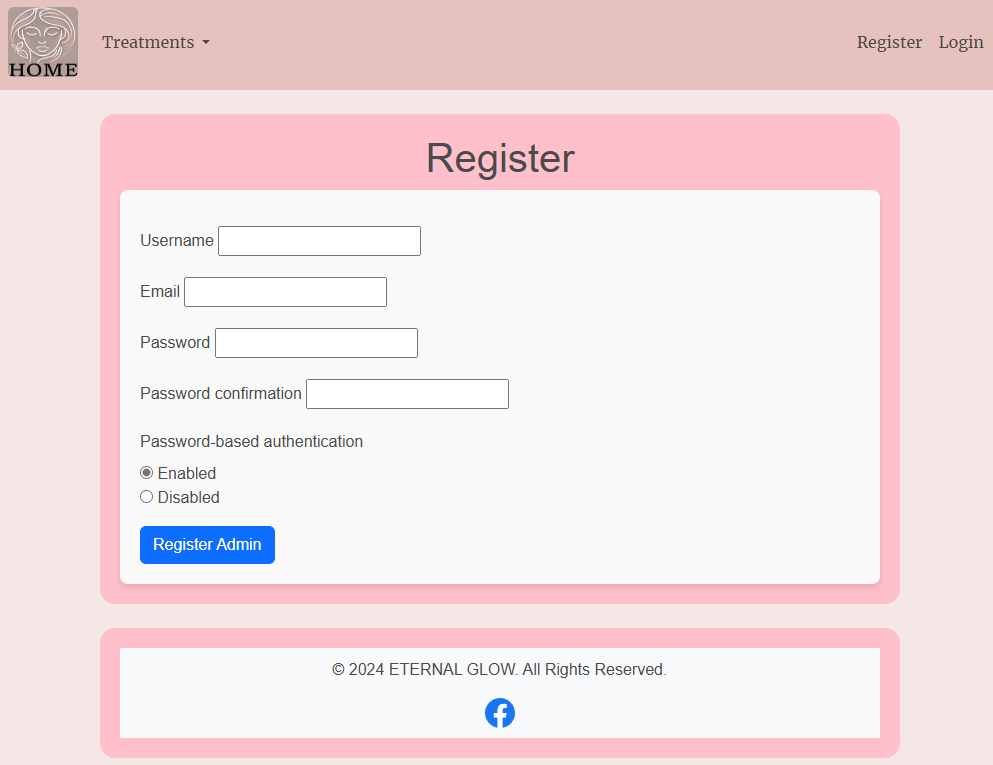 HOME
Treatments
Register
Login
Register
Username
Email
Password
Password confirmation
Password-based authentication
Enabled
Disabled
Register Admin
© 2024 ETERNAL GLOW. All Rights Reserved.